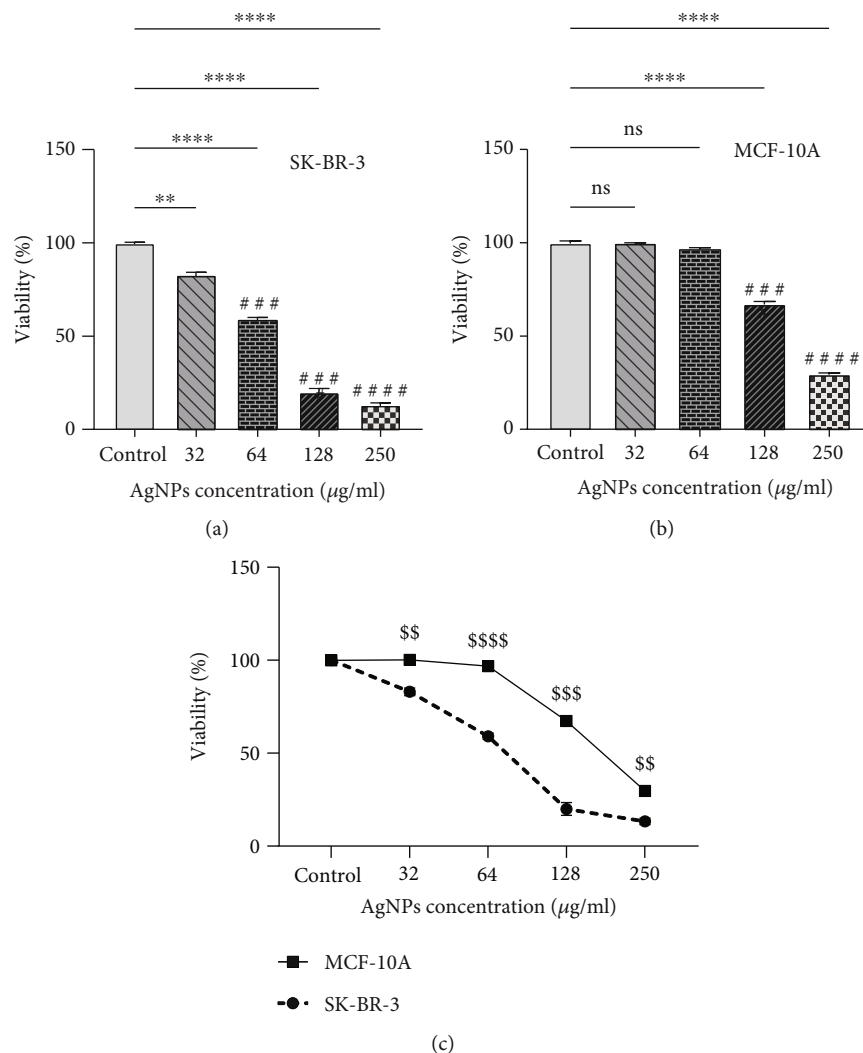 ****
****
****
**
150
SK-BR-3
100
# # #
50
# # #
# # # #
0
Viability (%)
Control 32 64 128 250
AgNPs concentration (μg/ml)
(a)
****
****
ns
ns
150
MCF-10A
100
# # #
50
# # # #
0
Viability (%)
Control 32 64 128 250
AgNPs concentration (μg/ml)
(b)
150
$$ $$$$
100
$$$
50
$$
0
Viability (%)
Control 32 64 128 250
AgNPs concentration (μg/ml)
MCF-10A
SK-BR-3
(c)